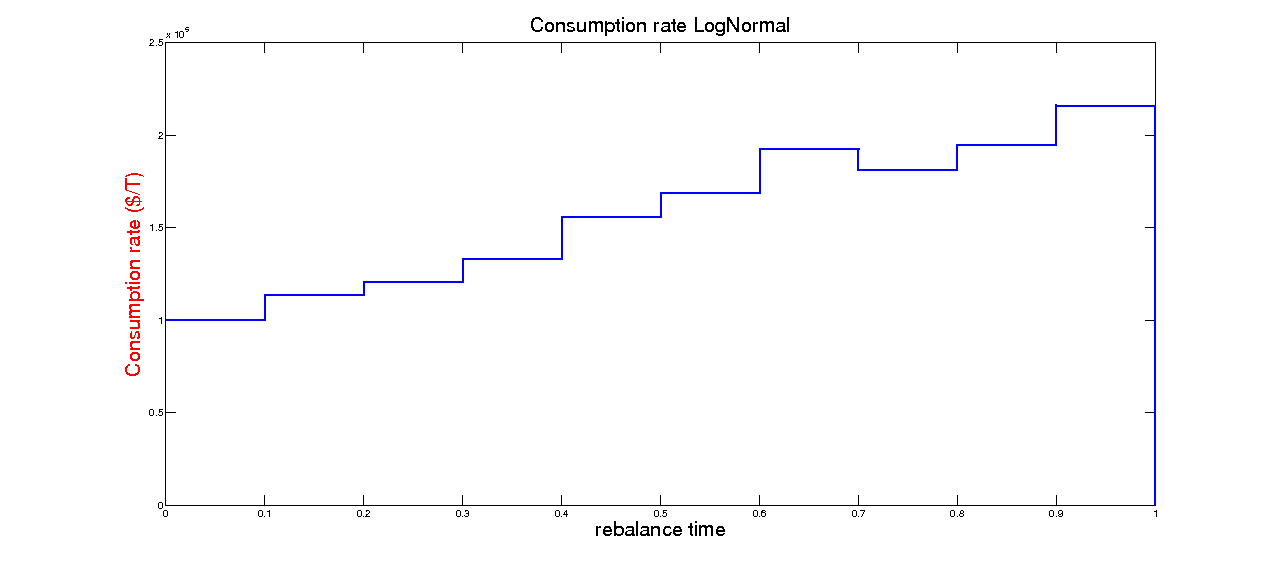 Consumption rate LogNormal
x 10^5
2.5
2
1.5
1
0.5
0
Consumption rate ($/T)
0 0.1 0.2 0.3 0.4 0.5 0.6 0.7 0.8 0.9 1
rebalance time